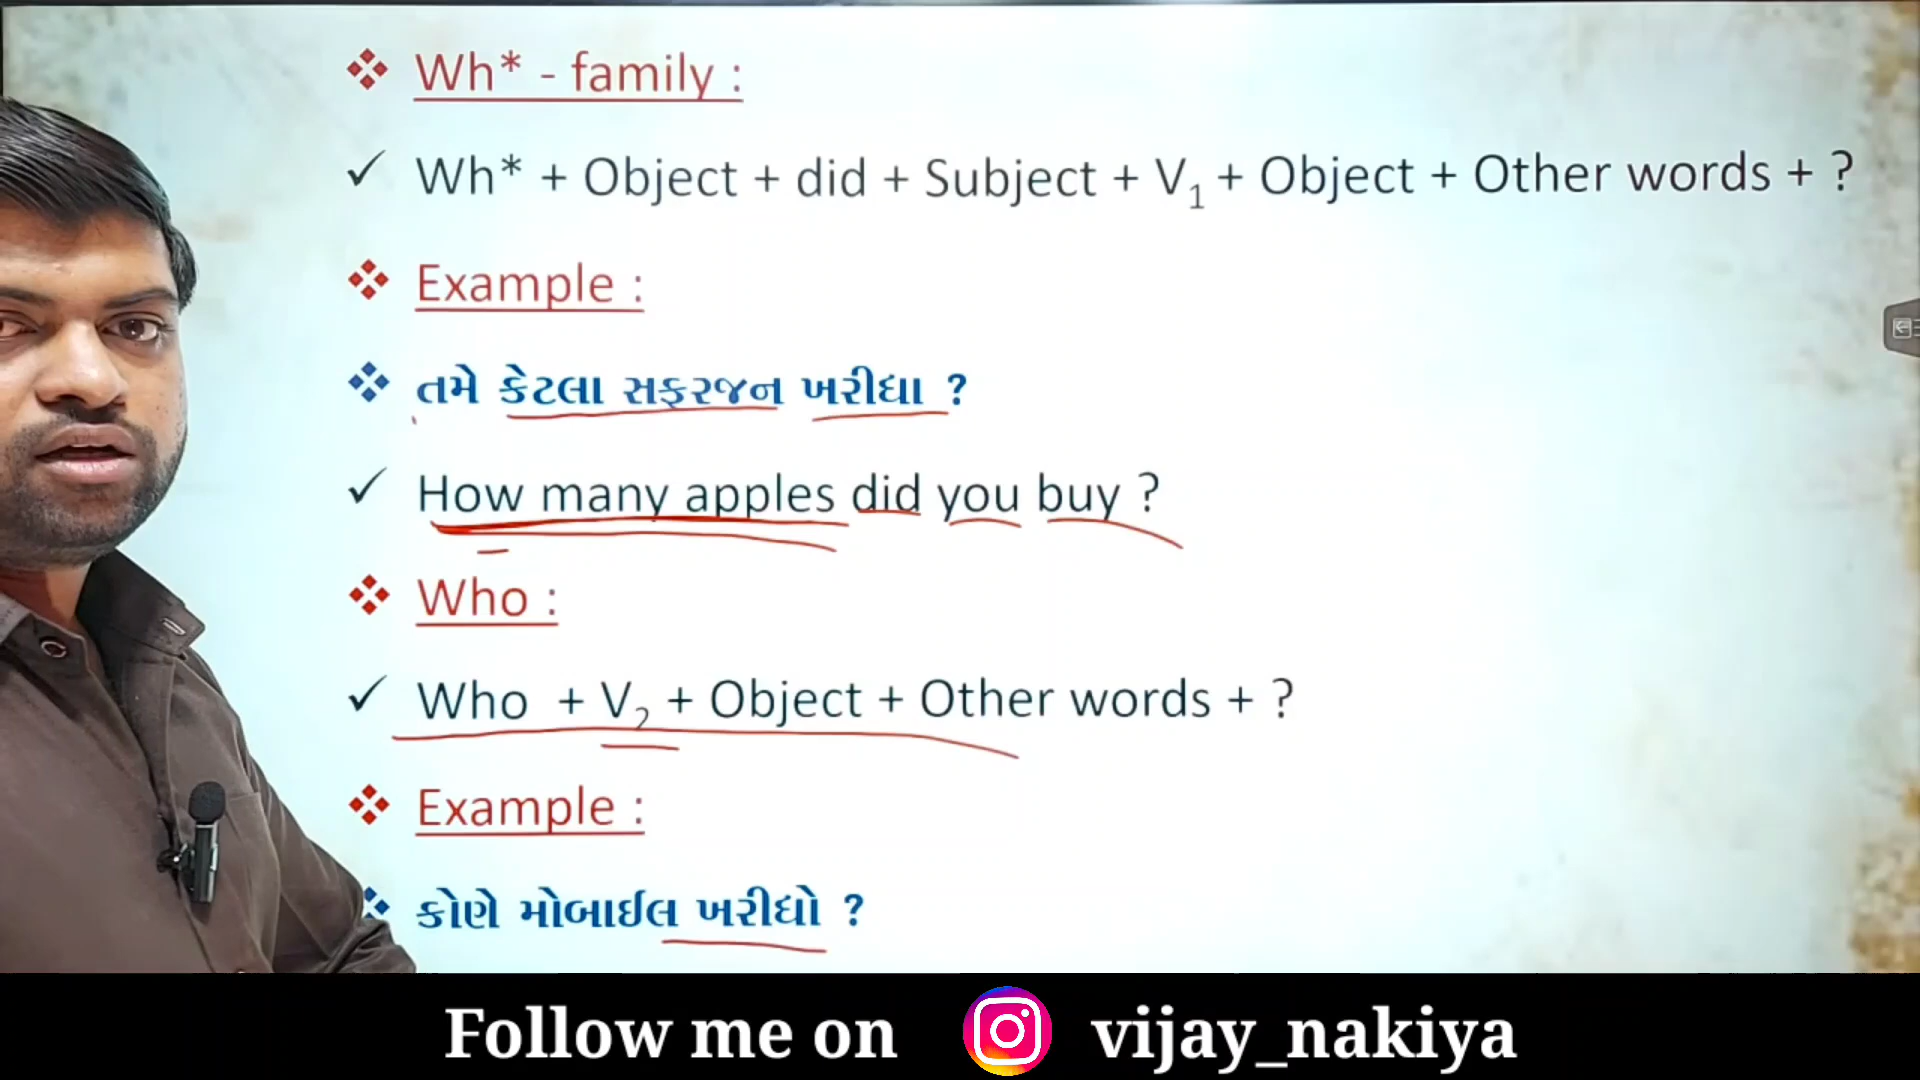 Wh* - family :
Wh* + Object + did + Subject + V₁ + Object + Other words + ?
Example :
તમે કેટલા સફરજન ખરીદ્યા ?
How many apples did you buy ?
Who :
Who + V₂ + Object + Other words + ?
Example :
કોણે મોબાઈલ ખરીદ્યો ?
Follow me on vijay_nakiya